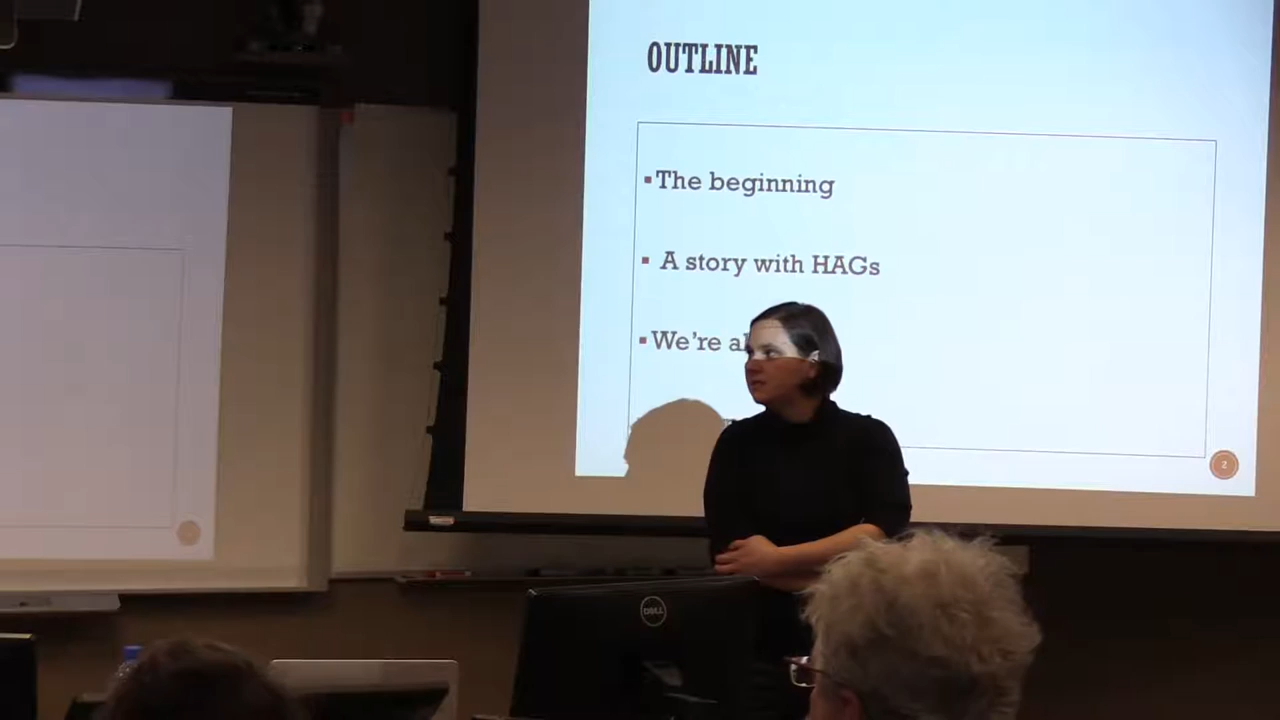 OUTLINE
▪The beginning
▪ A story with HAGs
▪We're
2
DELL